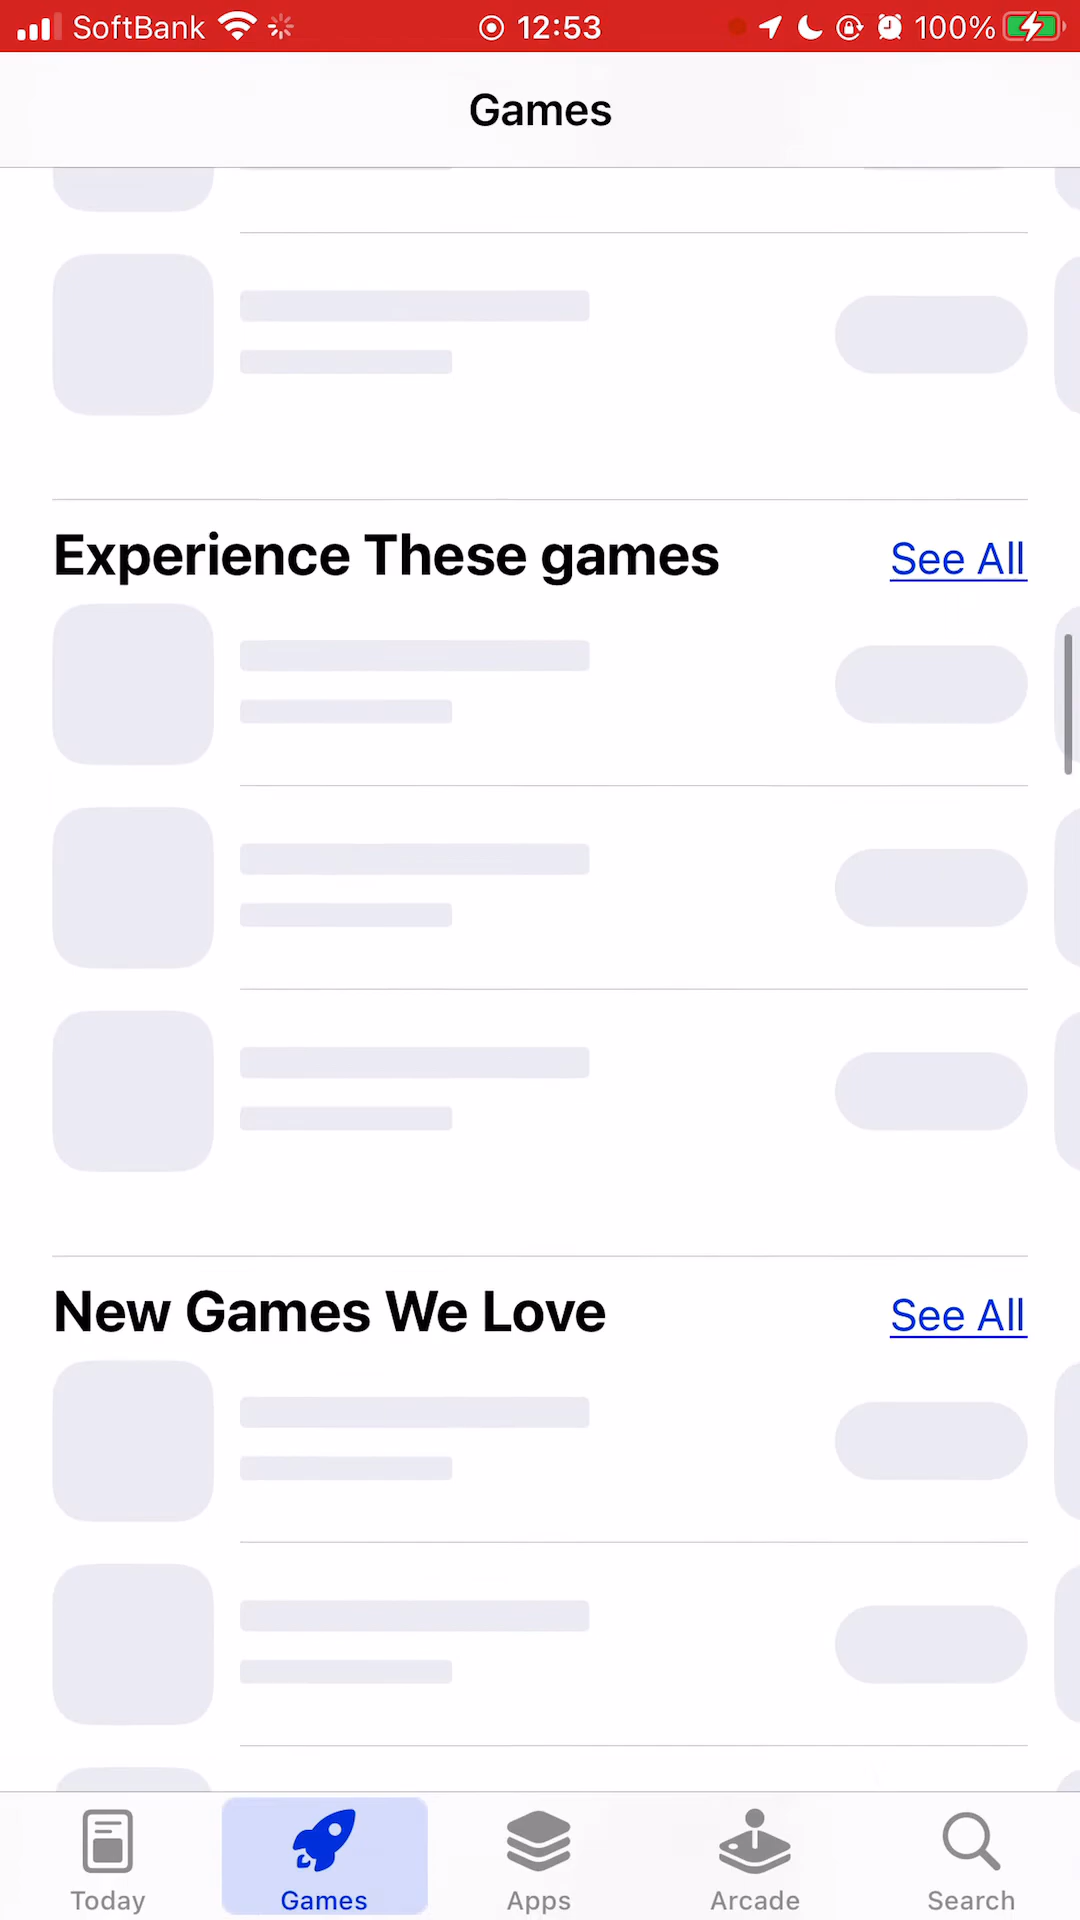 SoftBank 12:53 100%
Games
Experience These games See All
New Games We Love See All
Today Games Apps Arcade Search